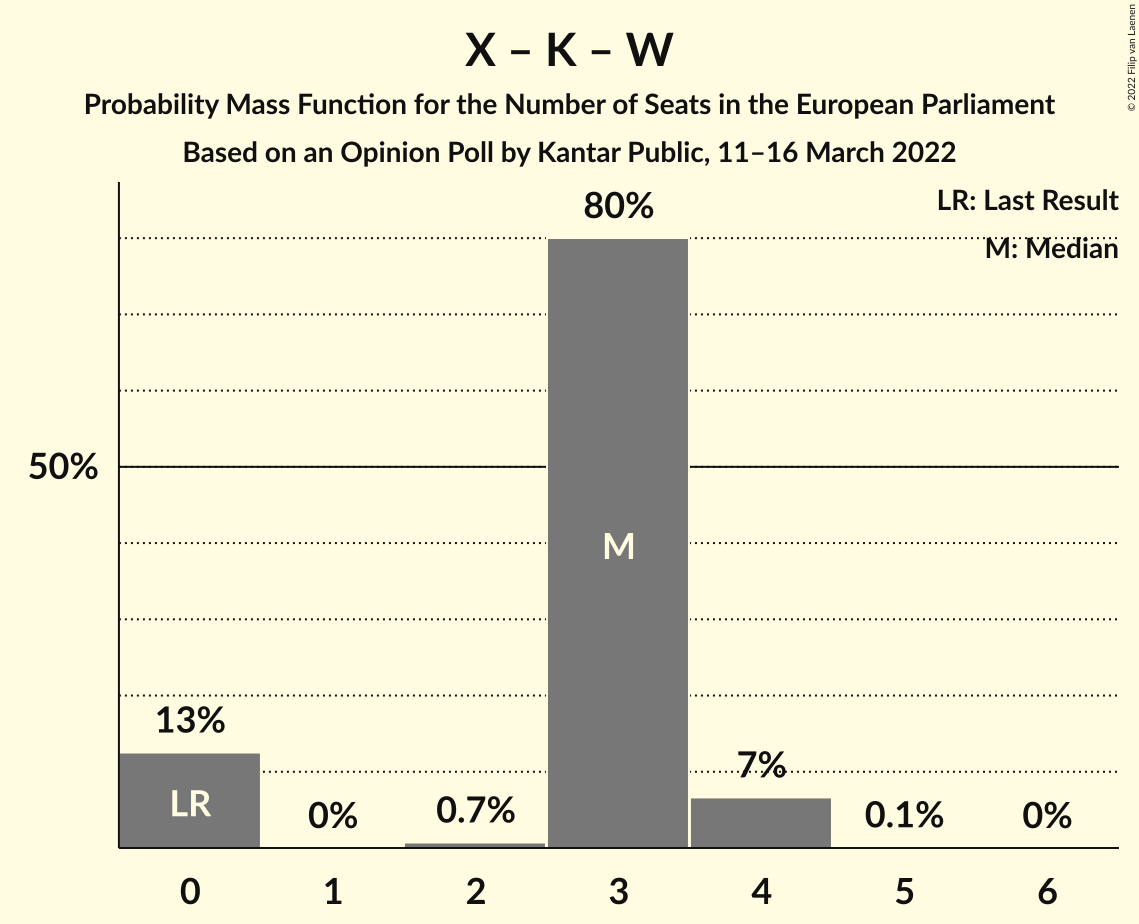 X – K – W
Probability Mass Function for the Number of Seats in the European Parliament
Based on an Opinion Poll by Kantar Public, 11–16 March 2022
© 2022 Filip van Laenen
LR: Last Result
M: Median
80%
50%
M
13%
7%
LR
0%
0.7%
0.1%
0%
0 1 2 3 4 5 6